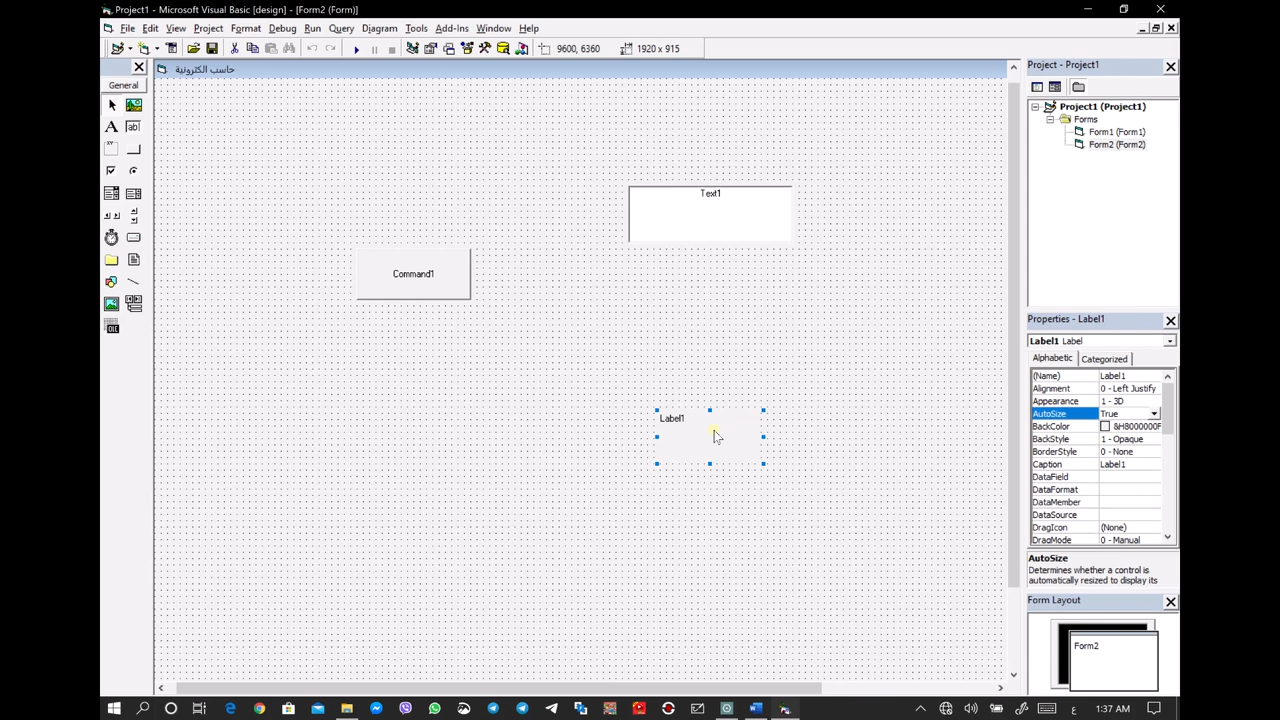 Project1 - Microsoft Visual Basic [design] - [Form2 (Form)]
File Edit View Project Format Debug Run Query Diagram Tools Add-Ins Window Help
9600, 6360
1920 x 915
General
حاسب الكترونية
A
ab|
XY
OLE
Text1
Command1
Label1
Project - Project1
Project1 (Project1)
Forms
Form1 (Form1)
Form2 (Form2)
Properties - Label1
Label1 Label
Alphabetic Categorized
(Name) Label1
Alignment 0 - Left Justify
Appearance 1 - 3D
AutoSize True
BackColor &H8000000F
BackStyle 1 - Opaque
BorderStyle 0 - None
Caption Label1
DataField
DataFormat
DataMember
DataSource
DragIcon (None)
DragMode 0 - Manual
AutoSize
Determines whether a control is
automatically resized to display its
Form Layout
Form2
ع
1:37 AM